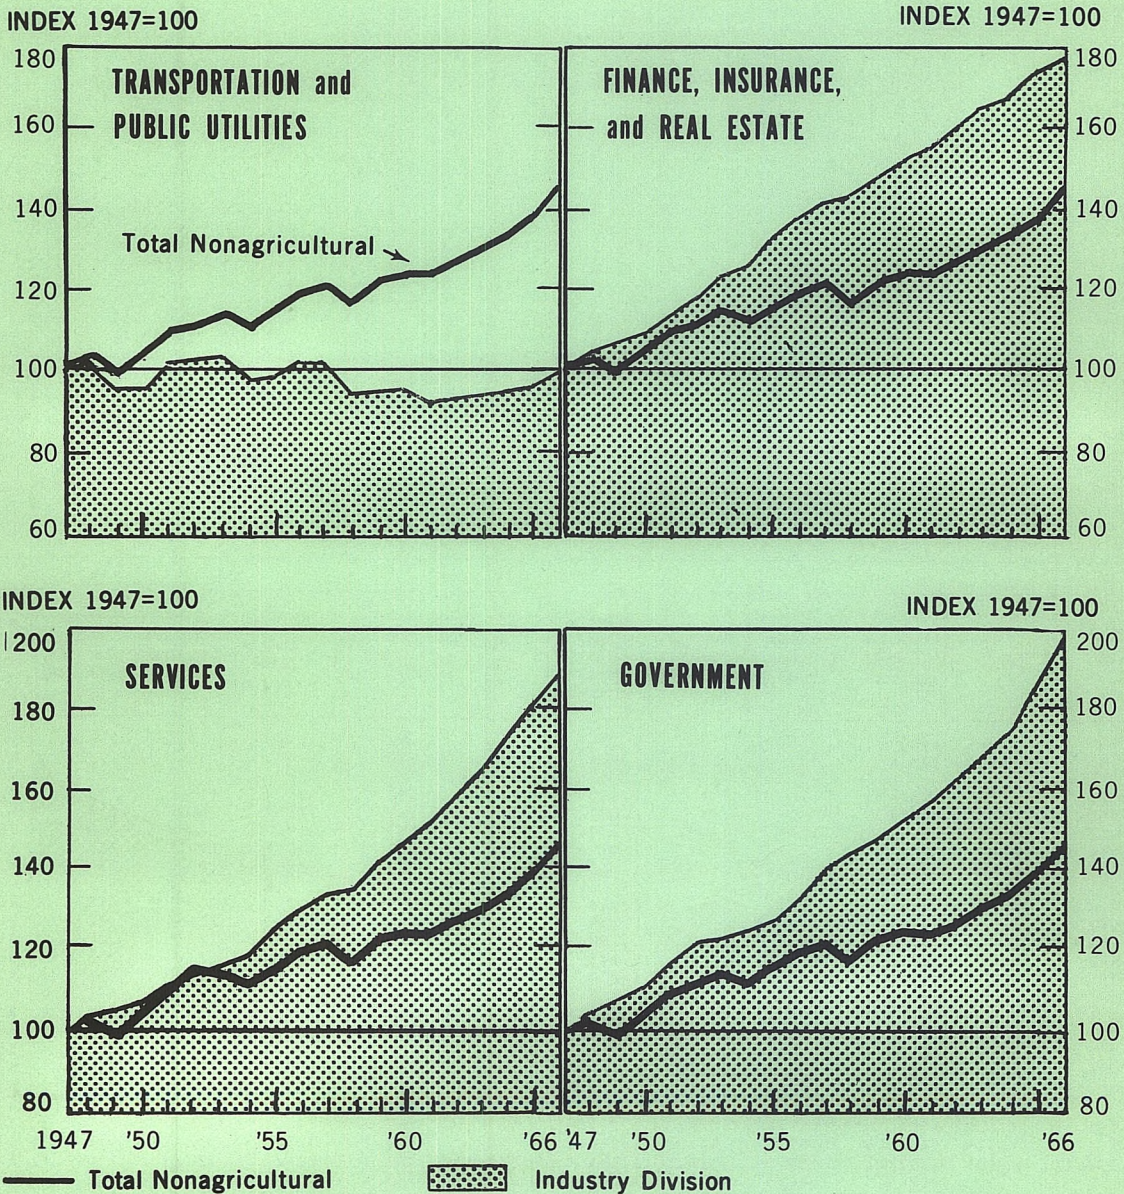 INDEX 1947=100
INDEX 1947=100
180
160
140
120
100
80
60
TRANSPORTATION and
PUBLIC UTILITIES
Total Nonagricultural
FINANCE, INSURANCE,
and REAL ESTATE
180
160
140
120
100
80
60
INDEX 1947=100
INDEX 1947=100
200
180
160
140
120
100
80
SERVICES
GOVERNMENT
200
180
160
140
120
100
80
1947 '50 '55 '60 '66 '47 '50 '55 '60 '66
Total Nonagricultural Industry Division